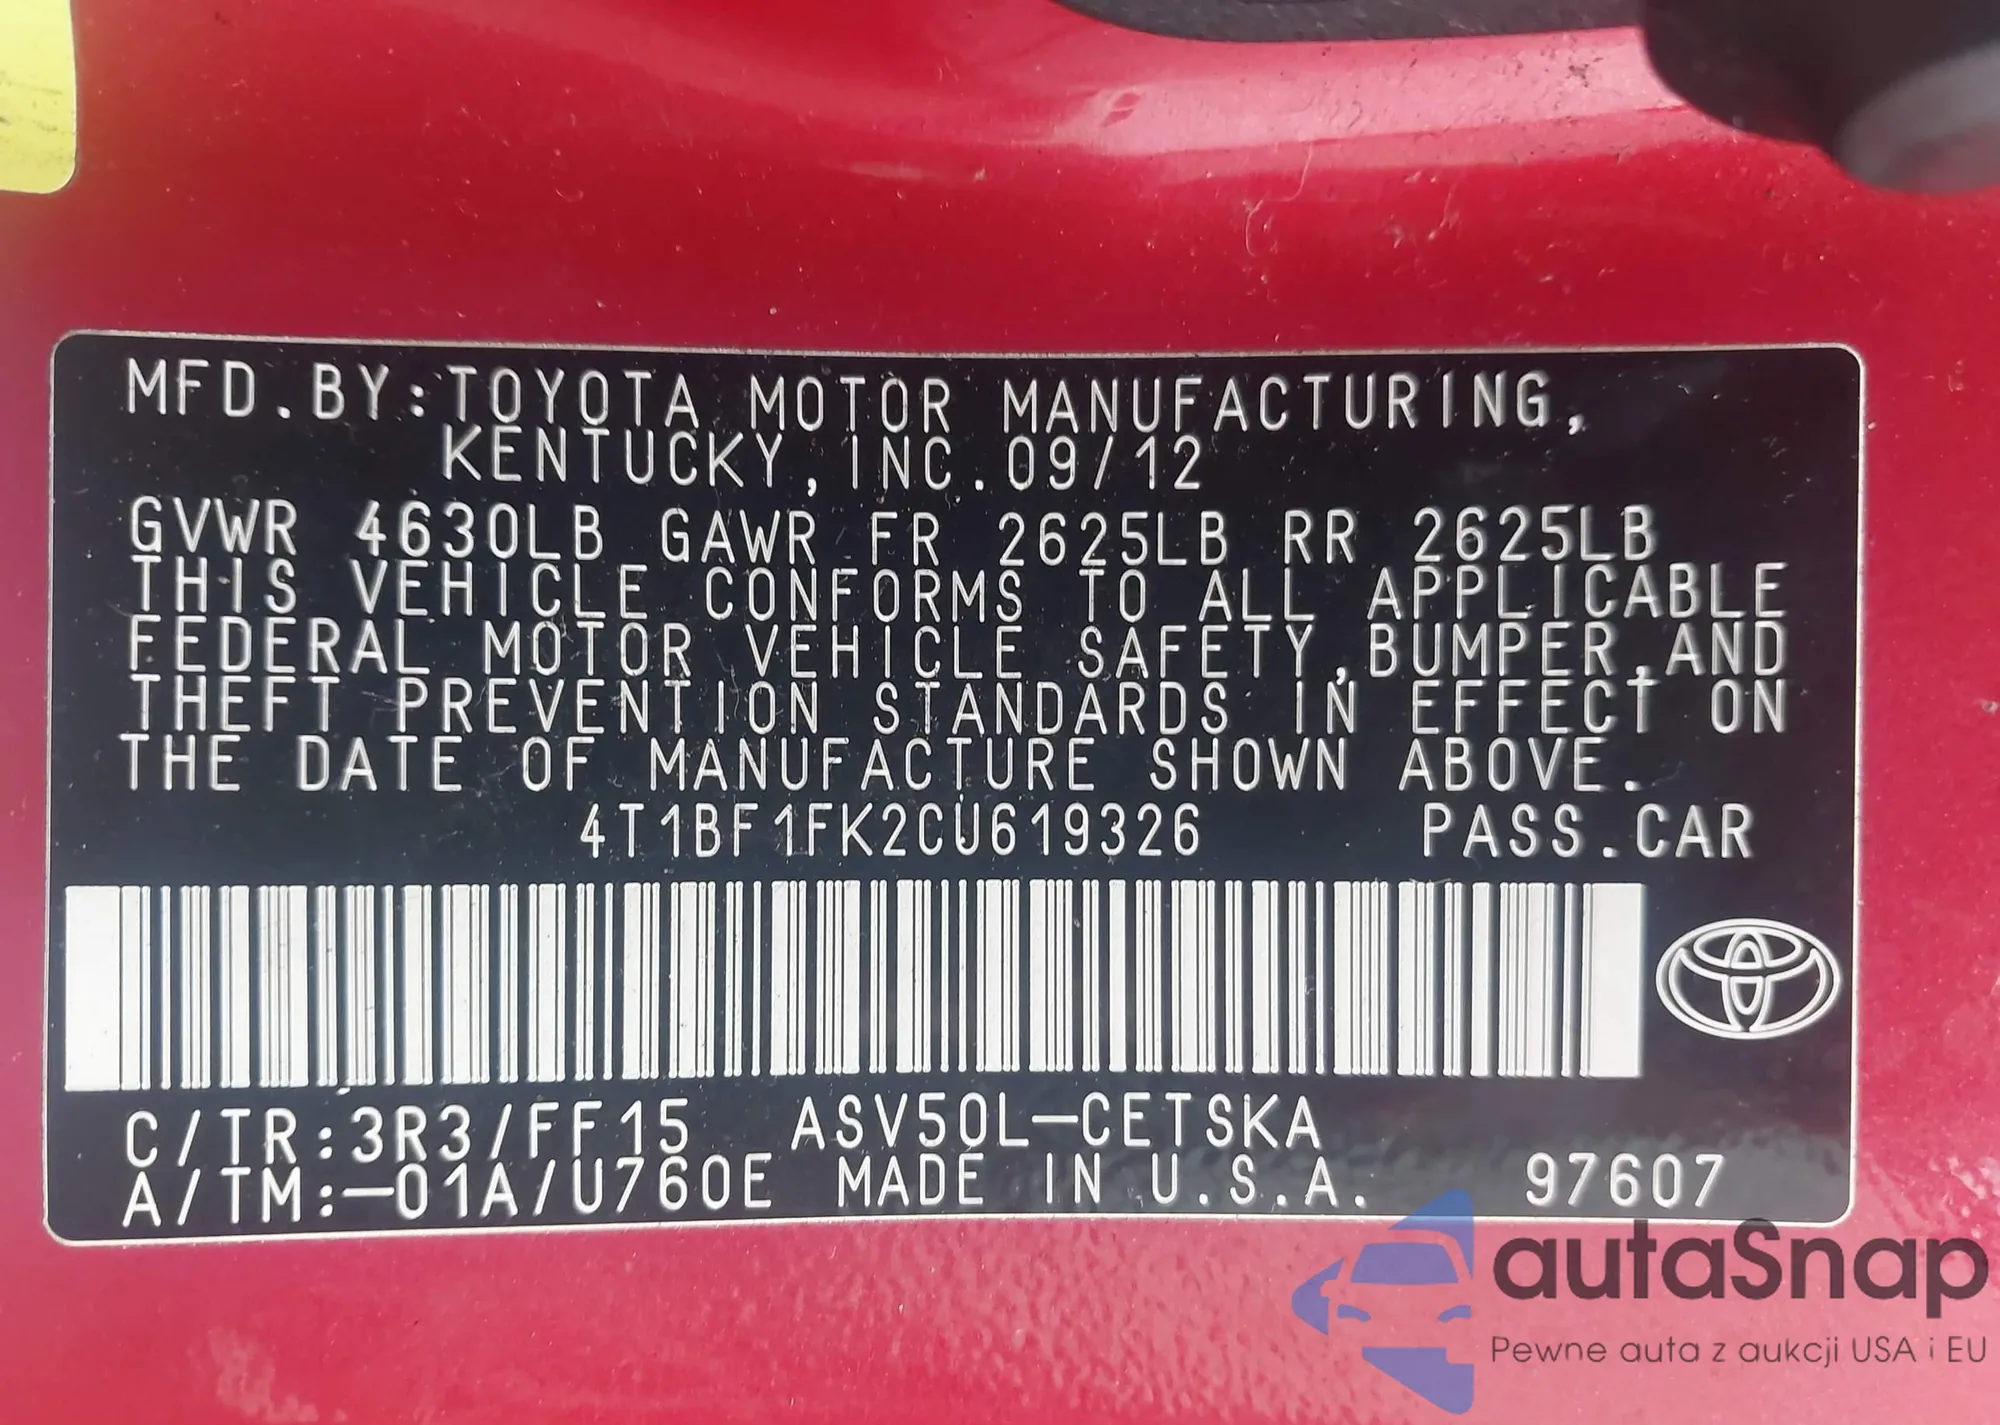 MFD.BY:TOYOTA MOTOR MANUFACTURING,
KENTUCKY,INC.09/12
GVWR 4630LB GAWR FR 2625LB RR 2625LB
THIS VEHICLE CONFORMS TO ALL APPLICABLE
FEDERAL MOTOR VEHICLE SAFETY,BUMPER,AND
THEFT PREVENTION STANDARDS IN EFFECT ON
THE DATE OF MANUFACTURE SHOWN ABOVE.
4T1BF1FK2CU619326 PASS.CAR
C/TR:3R3/FF15 ASV50L-CETSKA
A/TM:-01A/U760E MADE IN U.S.A. 97607
autaSnap
Pewne auta z aukcji USA i EU